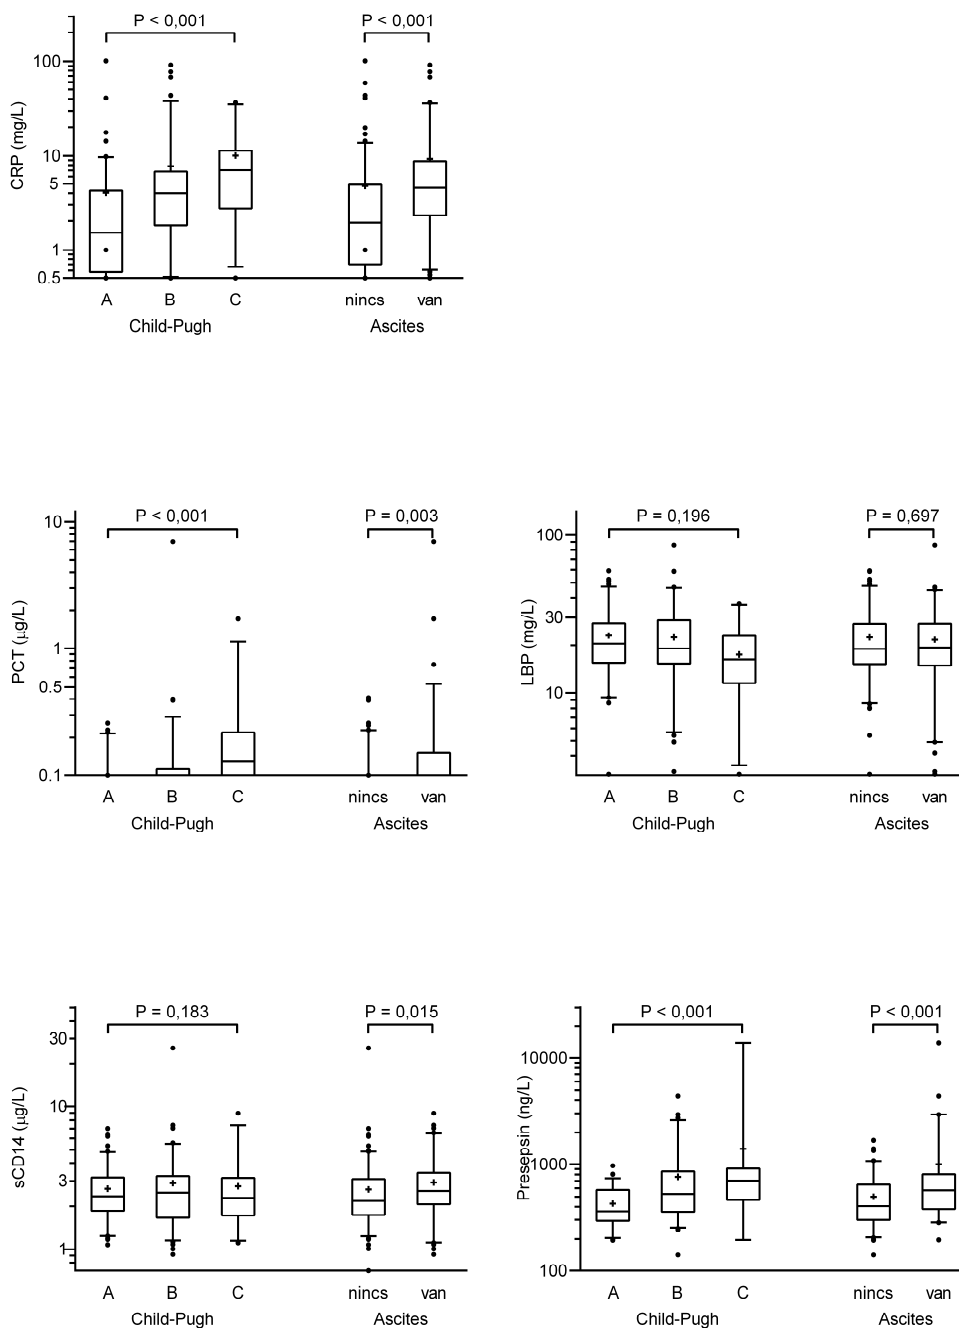 P < 0,001
P < 0,001
CRP (mg/L)
100
10
5
1
0.5
A B C nincs van
Child-Pugh Ascites
P < 0,001
P = 0,003
PCT (µg/L)
10
1
0.5
0.1
A B C nincs van
Child-Pugh Ascites
P = 0,196
P = 0,697
LBP (mg/L)
100
30
10
A B C nincs van
Child-Pugh Ascites
P = 0,183
P = 0,015
sCD14 (µg/L)
30
10
3
1
A B C nincs van
Child-Pugh Ascites
P < 0,001
P < 0,001
Presepsin (ng/L)
10000
1000
100
A B C nincs van
Child-Pugh Ascites